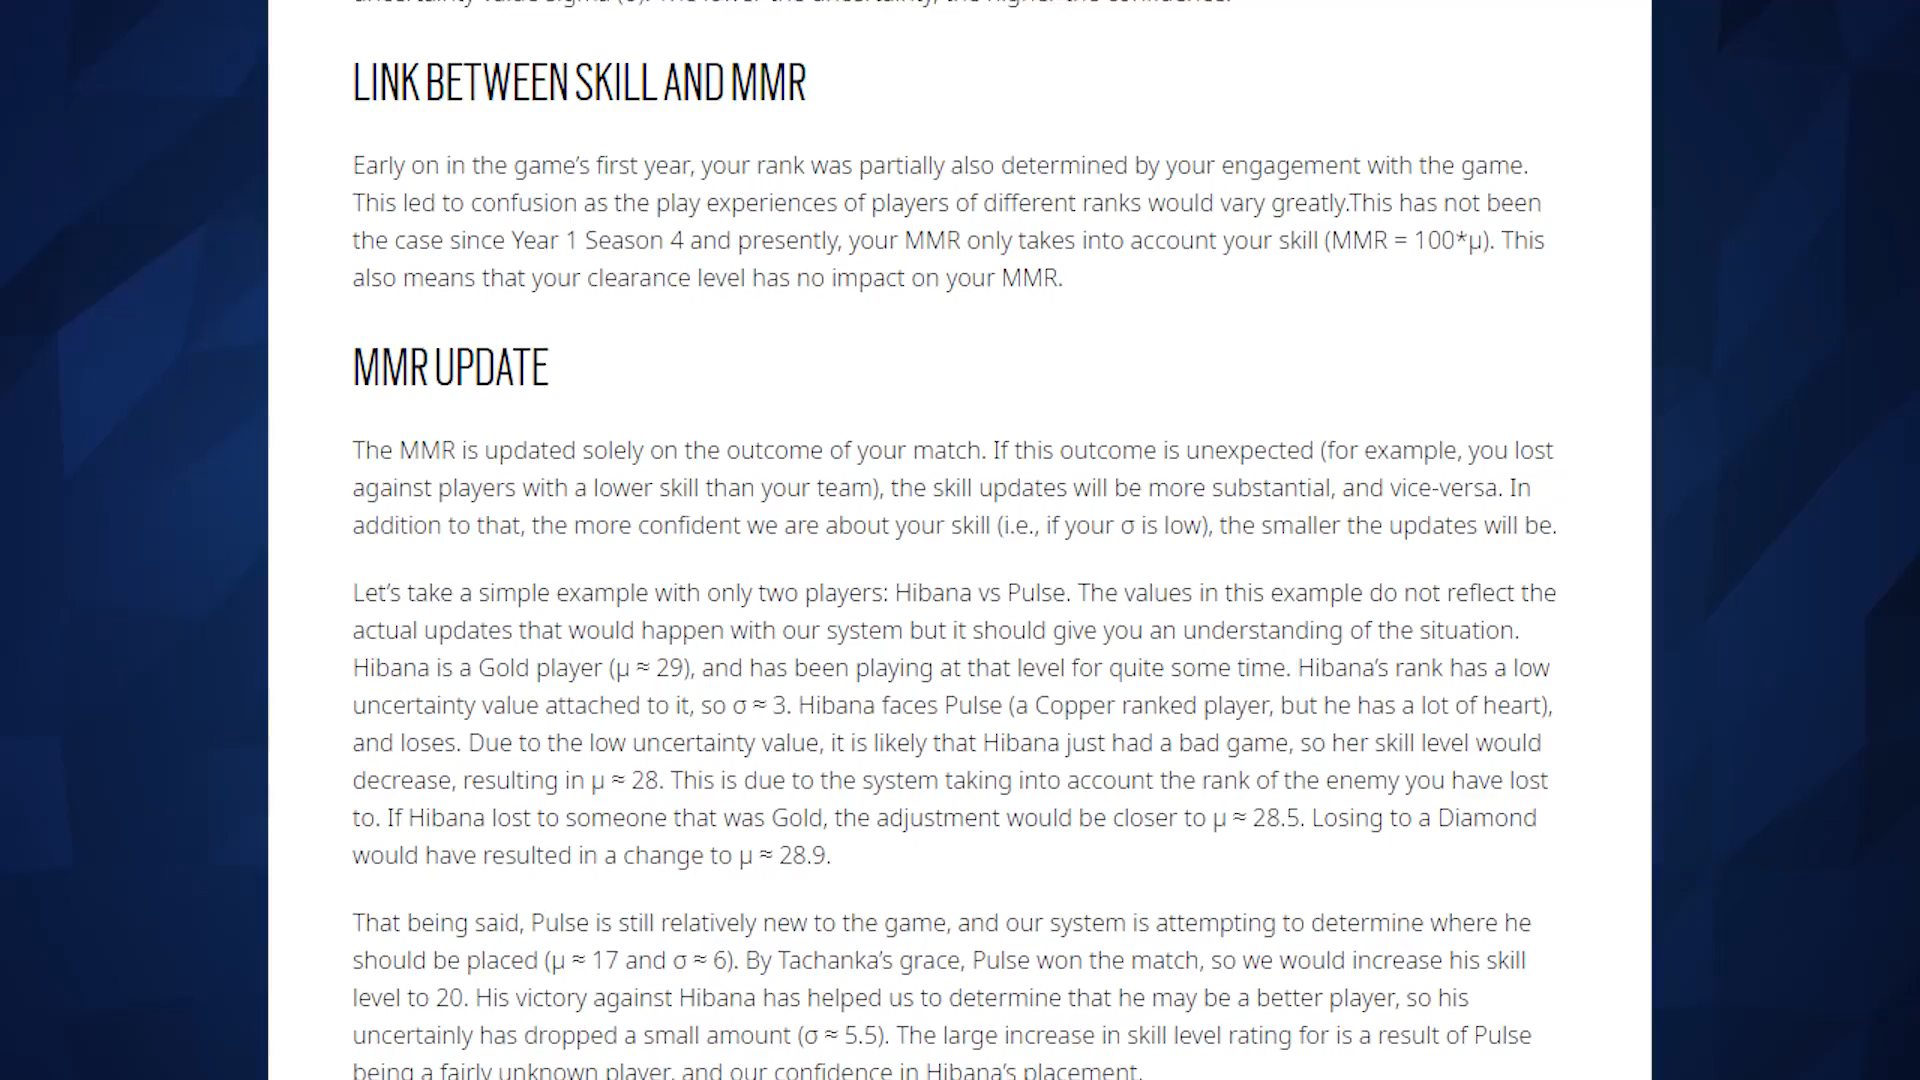 uncertainty value sigma (σ). The lower the uncertainty, the higher the confidence.
LINK BETWEEN SKILL AND MMR
Early on in the game’s first year, your rank was partially also determined by your engagement with the game.
This led to confusion as the play experiences of players of different ranks would vary greatly.This has not been
the case since Year 1 Season 4 and presently, your MMR only takes into account your skill (MMR = 100*μ). This
also means that your clearance level has no impact on your MMR.
MMR UPDATE
The MMR is updated solely on the outcome of your match. If this outcome is unexpected (for example, you lost
against players with a lower skill than your team), the skill updates will be more substantial, and vice-versa. In
addition to that, the more confident we are about your skill (i.e., if your σ is low), the smaller the updates will be.
Let’s take a simple example with only two players: Hibana vs Pulse. The values in this example do not reflect the
actual updates that would happen with our system but it should give you an understanding of the situation.
Hibana is a Gold player (μ ≈ 29), and has been playing at that level for quite some time. Hibana’s rank has a low
uncertainty value attached to it, so σ ≈ 3. Hibana faces Pulse (a Copper ranked player, but he has a lot of heart),
and loses. Due to the low uncertainty value, it is likely that Hibana just had a bad game, so her skill level would
decrease, resulting in μ ≈ 28. This is due to the system taking into account the rank of the enemy you have lost
to. If Hibana lost to someone that was Gold, the adjustment would be closer to μ ≈ 28.5. Losing to a Diamond
would have resulted in a change to μ ≈ 28.9.
That being said, Pulse is still relatively new to the game, and our system is attempting to determine where he
should be placed (μ ≈ 17 and σ ≈ 6). By Tachanka’s grace, Pulse won the match, so we would increase his skill
level to 20. His victory against Hibana has helped us to determine that he may be a better player, so his
uncertainly has dropped a small amount (σ ≈ 5.5). The large increase in skill level rating for is a result of Pulse
being a fairly unknown player, and our confidence in Hibana’s placement.